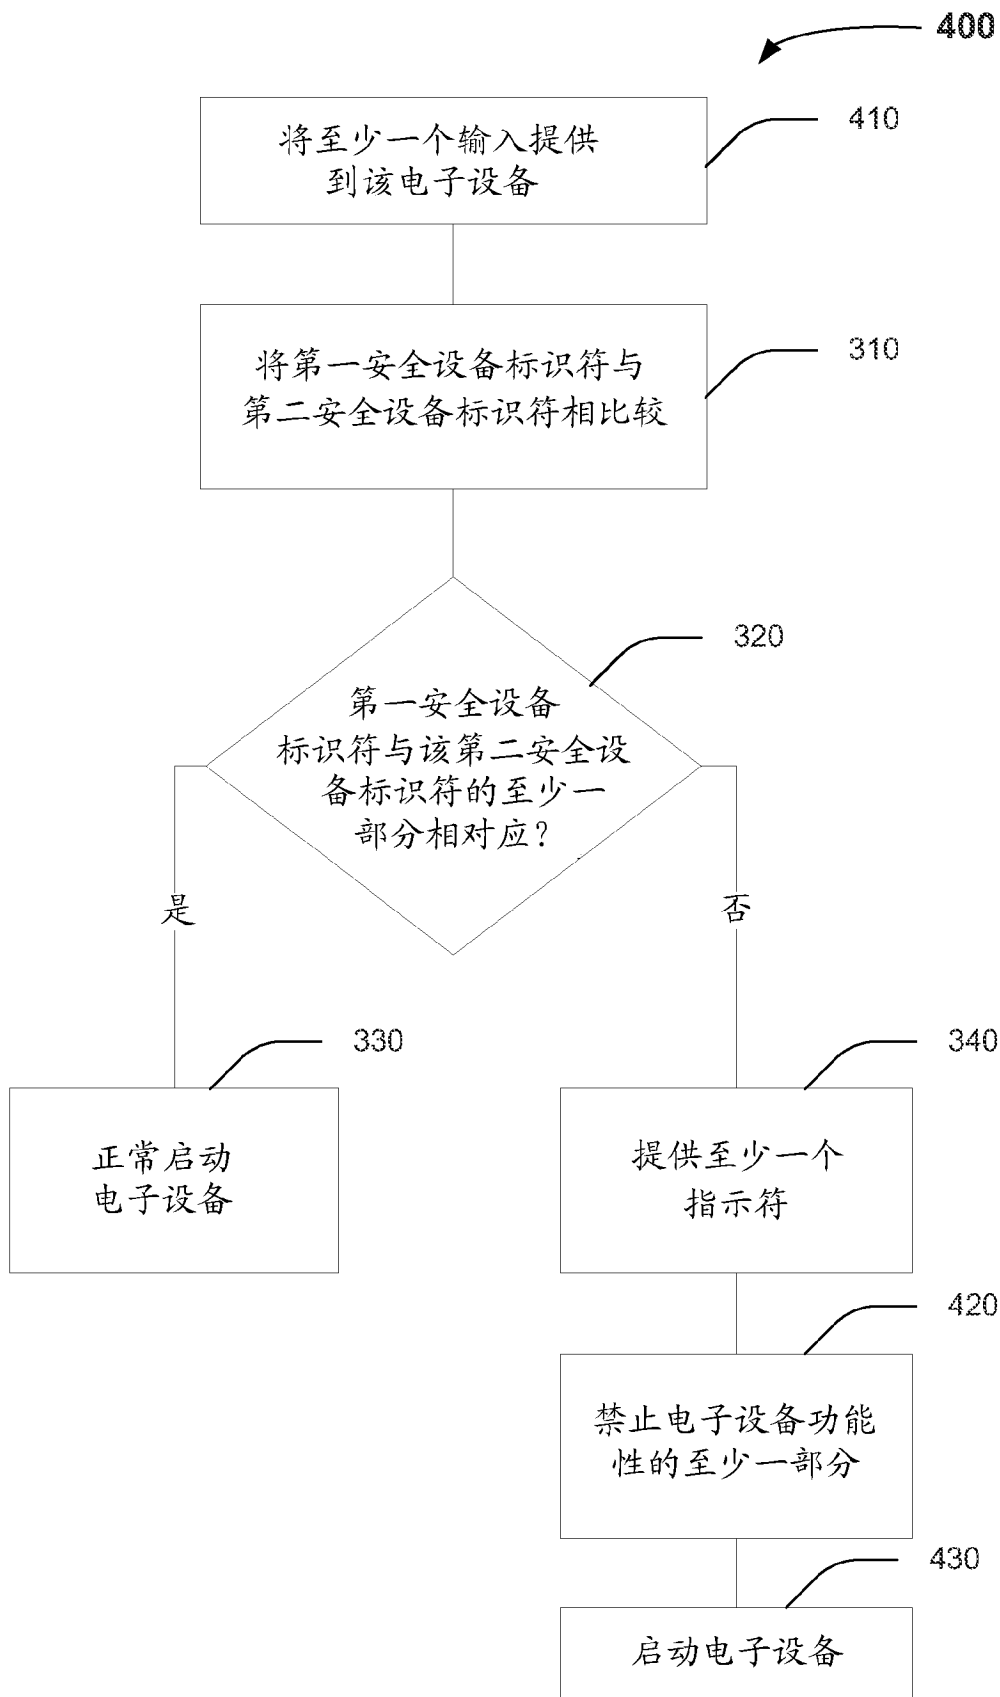 400
将至少一个输入提供
到该电子设备
410
将第一安全设备标识符与
第二安全设备标识符相比较
310
320
第一安全设备
标识符与该第二安全设
备标识符的至少一
部分相对应?
是
否
330
正常启动
电子设备
340
提供至少一个
指示符
420
禁止电子设备功能
性的至少一部分
430
启动电子设备